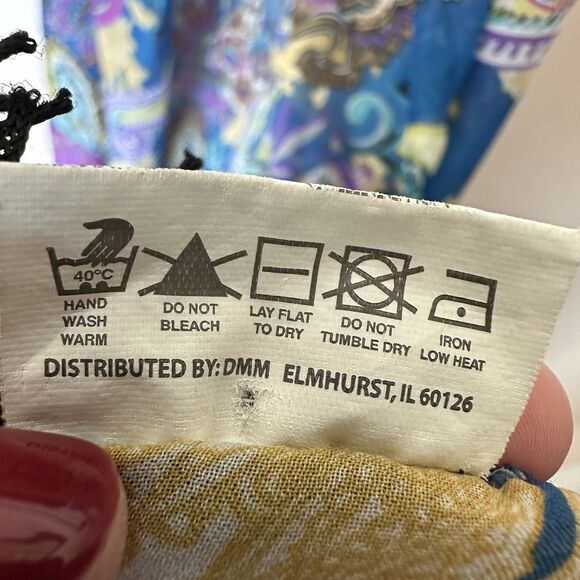 40°C
HAND
WASH
WARM
DO NOT
BLEACH
LAY FLAT
TO DRY
DO NOT
TUMBLE DRY
IRON
LOW HEAT
DISTRIBUTED BY: DMM ELMHURST, IL 60126